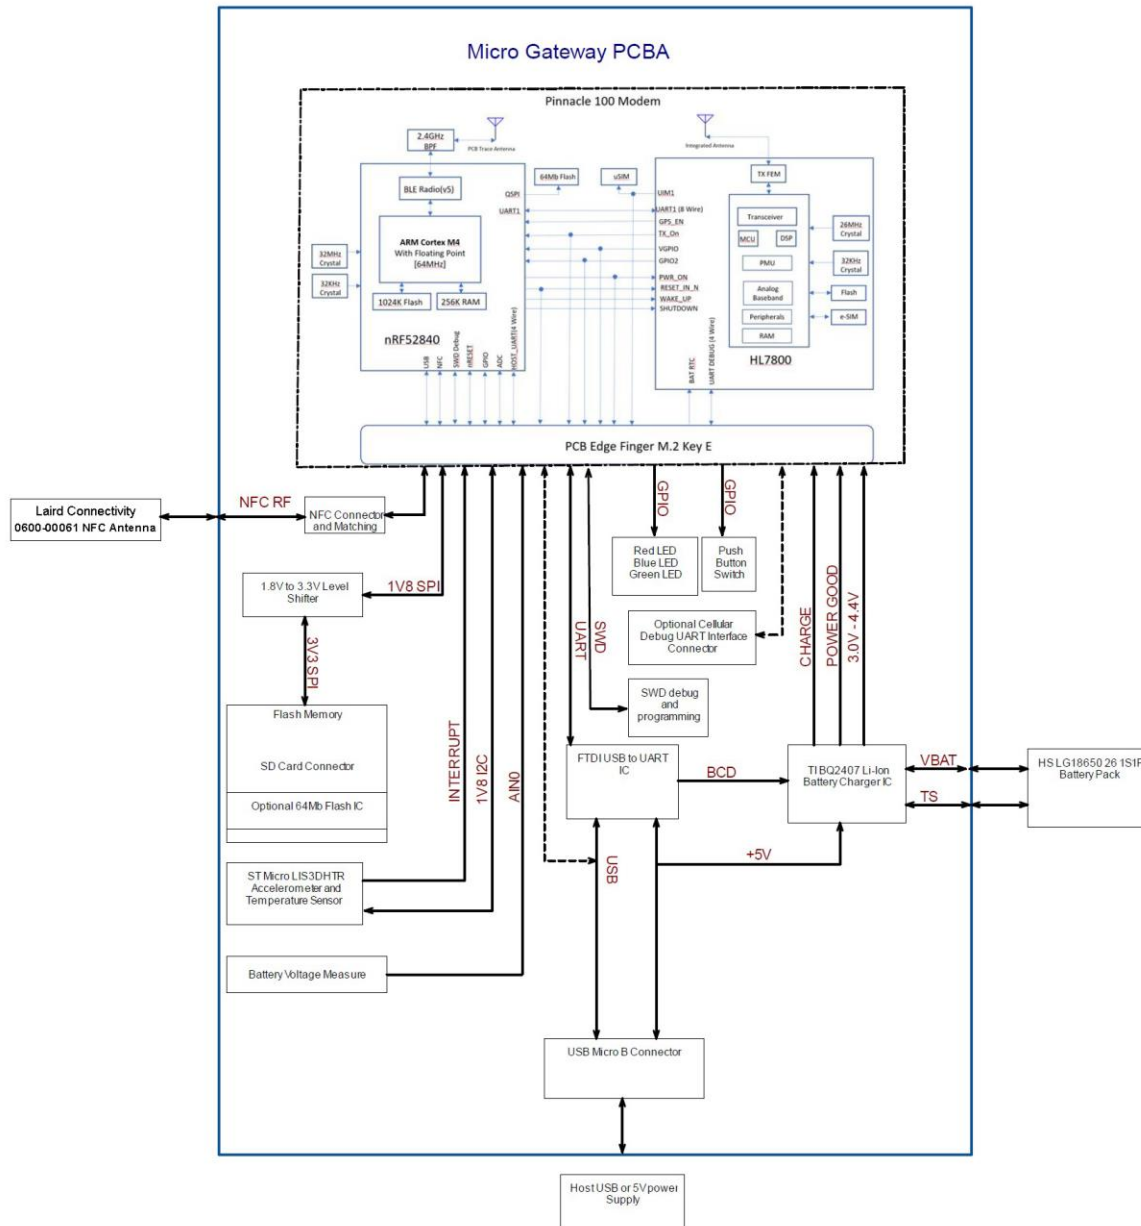 Micro Gateway PCBA
Pinnacle 100 Modem
2.4GHz
BPF
PCB Trace Antenna
Integrated Antenna
BLE Radio(v5)
64Mb Flash
uSIM
TX FEM
QSPI
UART1
UIM1
UART1 (8 Wire)
GPS_EN
TX_On
VGPIO
GPIO2
PWR_ON
RESET_IN_N
WAKE_UP
SHUTDOWN
ARM Cortex M4
With Floating Point
[64MHz]
32MHz
Crystal
32KHz
Crystal
1024K Flash
256K RAM
nRF52840
USB
NFC
SWD Debug
nRESET
GPIO
ADC
HOST_UART(4 Wire)
Transceiver
MCU
DSP
PMU
Analog
Baseband
Peripherals
RAM
26MHz
Crystal
32KHz
Crystal
Flash
e-SIM
HL7800
BAT RTC
UART DEBUG (4 Wire)
PCB Edge Finger M.2 Key E
Laird Connectivity
0600-00061 NFC Antenna
NFC RF
NFC Connector
and Matching
GPIO
GPIO
Red LED
Blue LED
Green LED
Push
Button
Switch
1.8V to 3.3V Level
Shifter
1V8 SPI
3V3 SPI
UART
SWD
Optional Cellular
Debug UART Interface
Connector
CHARGE
POWER GOOD
3.0V - 4.4V
SWD debug
and
programming
Flash Memory
SD Card Connector
Optional 64Mb Flash IC
INTERRUPT
1V8 I2C
AIN0
FTDI USB to UART
IC
BCD
TI BQ2407 Li-Ion
Battery Charger IC
VBAT
TS
HS LG18650 26 1S1P
Battery Pack
+5V
USB
ST Micro LIS3DHTR
Accelerometer and
Temperature Sensor
Battery Voltage Measure
USB Micro B Connector
Host USB or 5V power
Supply